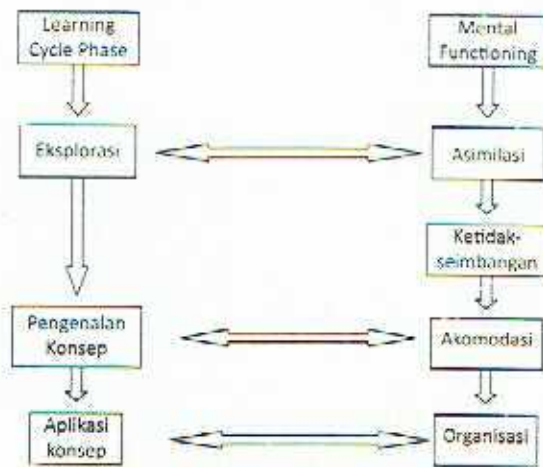 Learning
Cycle Phase
Mental
Functioning
Eksplorasi
Asimilasi
Ketidak-
seimbangan
Pengenalan
Konsep
Akomodasi
Aplikasi
konsep
Organisasi